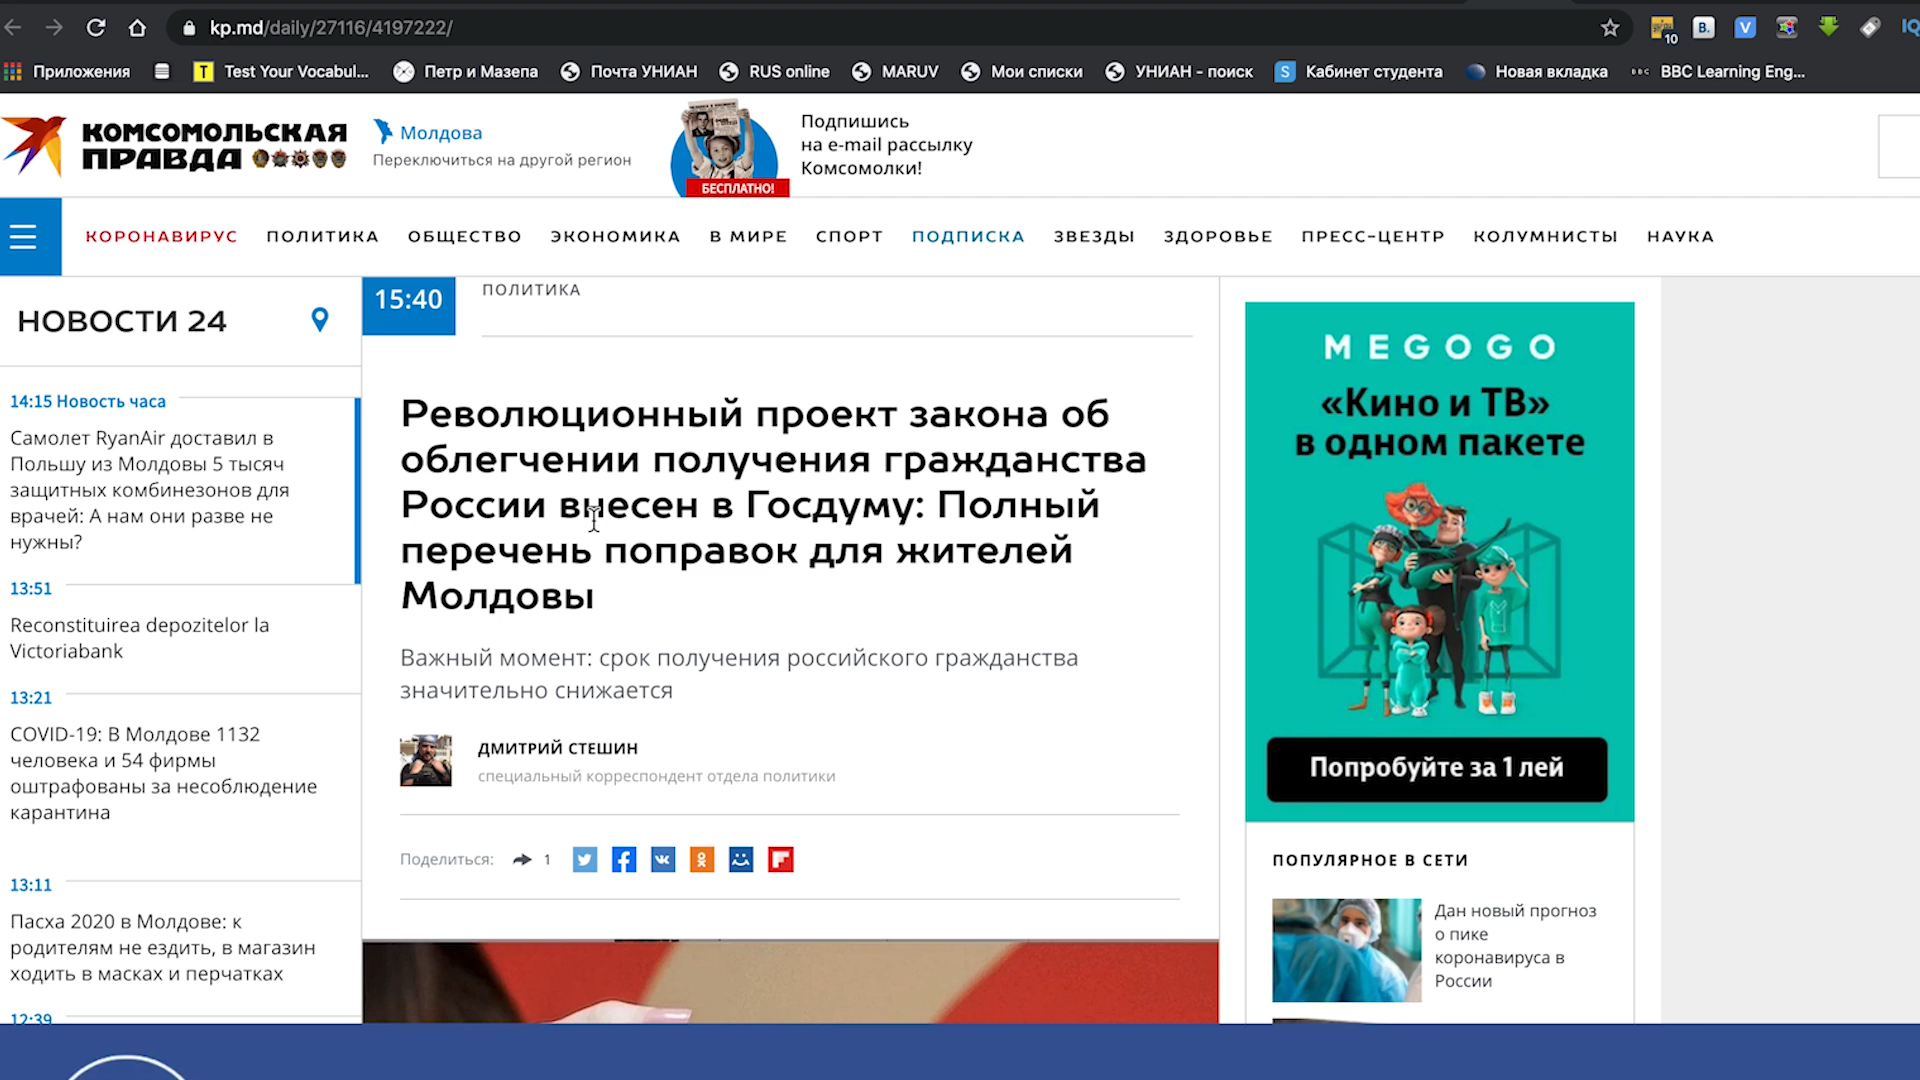 kp.md/daily/27116/4197222/
10
B.
V
IQ
Приложения
T
Test Your Vocabul...
Петр и Мазепа
Почта УНИАН
RUS online
MARUV
Мои списки
УНИАН - поиск
S
Кабинет студента
Новая вкладка
BBC
BBC Learning Eng...
КОМСОМОЛЬСКАЯ
ПРАВДА
Молдова
Переключиться на другой регион
БЕСПЛАТНО!
Подпишись
на e-mail рассылку
Комсомолки!
КОРОНАВИРУС
ПОЛИТИКА
ОБЩЕСТВО
ЭКОНОМИКА
В МИРЕ
СПОРТ
ПОДПИСКА
ЗВЕЗДЫ
ЗДОРОВЬЕ
ПРЕСС-ЦЕНТР
КОЛУМНИСТЫ
НАУКА
НОВОСТИ 24
14:15 Новость часа
Самолет RyanAir доставил в
Польшу из Молдовы 5 тысяч
защитных комбинезонов для
врачей: А нам они разве не
нужны?
13:51
Reconstituirea depozitelor la
Victoriabank
13:21
COVID-19: В Молдове 1132
человека и 54 фирмы
оштрафованы за несоблюдение
карантина
13:11
Пасха 2020 в Молдове: к
родителям не ездить, в магазин
ходить в масках и перчатках
12:39
15:40
ПОЛИТИКА
Революционный проект закона об
облегчении получения гражданства
России внесен в Госдуму: Полный
перечень поправок для жителей
Молдовы
Важный момент: срок получения российского гражданства
значительно снижается
ДМИТРИЙ СТЕШИН
специальный корреспондент отдела политики
Поделиться:
1
MEGOGO
«Кино и ТВ»
в одном пакете
Попробуйте за 1 лей
ПОПУЛЯРНОЕ В СЕТИ
Дан новый прогноз
о пике
коронавируса в
России